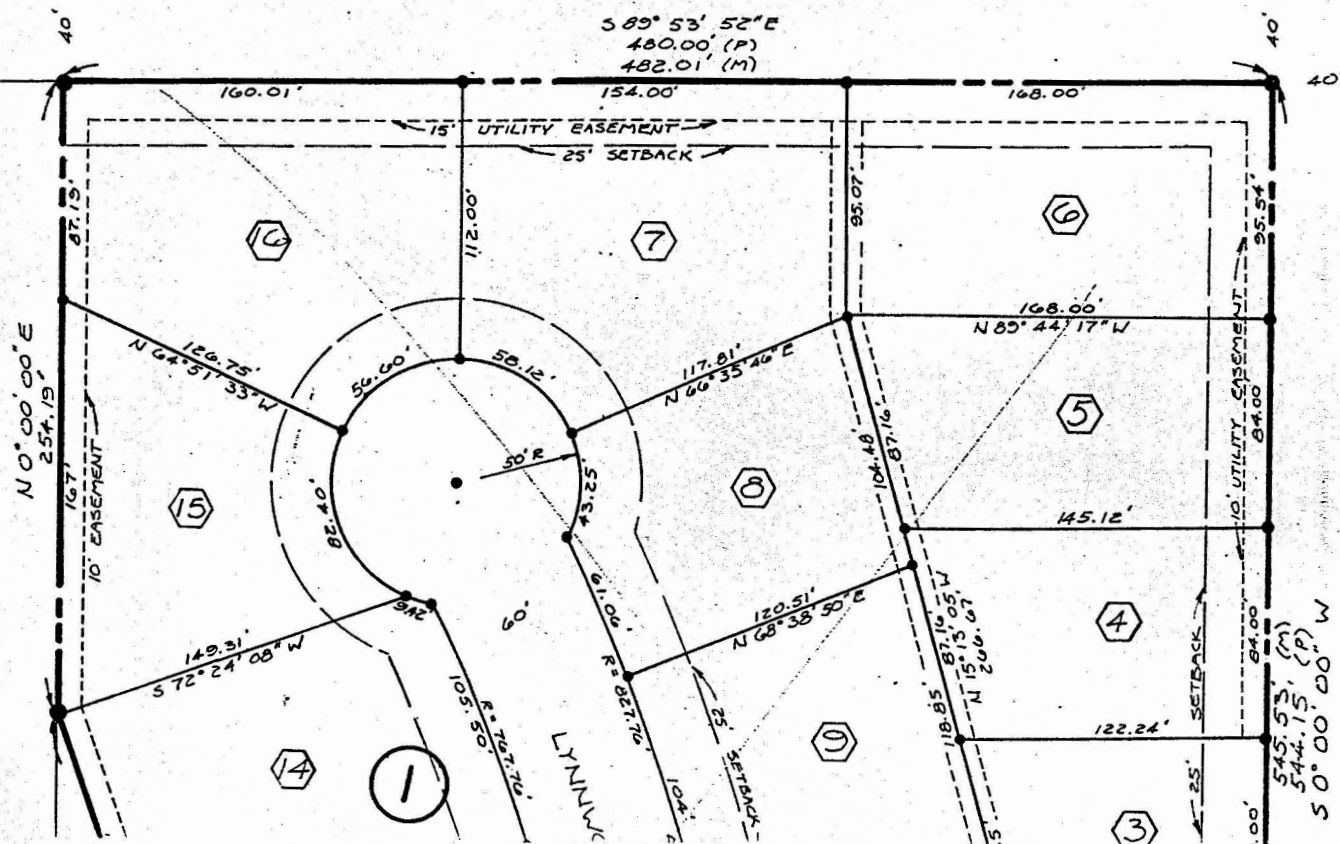 S 89° 53' 52" E
480.00' (P)
482.01' (M)
40'
40'
40
160.01'
154.00'
168.00'
15' UTILITY EASEMENT
25' SETBACK
87.19'
112.00'
95.07'
95.54'
16
7
6
168.00'
N 89° 44' 17" W
N 0° 00' 00" E
254.19'
126.75'
N 64° 51' 33" W
56.60'
58.12'
117.81'
N 66° 35' 46" E
10' UTILITY EASEMENT
84.00'
5
50' R
8
104.48'
87.16'
167'
10' EASEMENT
15
82.40'
43.25'
145.12'
149.31'
S 72° 24' 08" W
60'
61.06'
R = 827.76'
120.51'
N 68° 38' 50" E
4
84.00'
87.16'
N 15° 13' 05" W
266.67'
118.85'
SETBACK
25'
105.50'
R = 767.76'
14
1
LYNNWO
104.
25' SETBACK
9
122.24'
3
.00'
5'
545.53' (M)
544.15' (P)
S 0° 00' 00" W